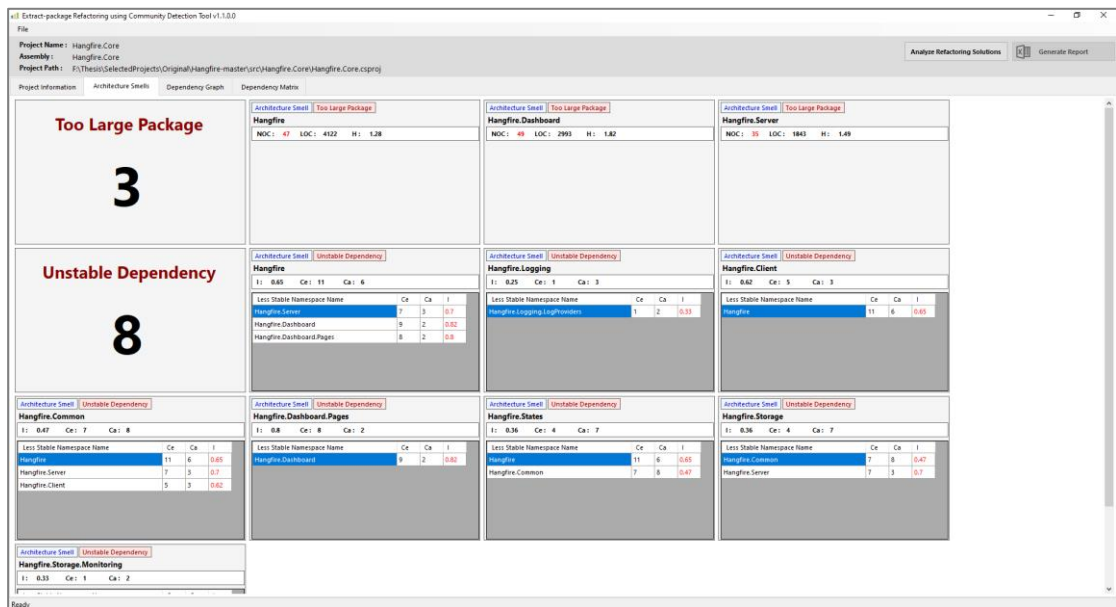 Extract-package Refactoring using Community Detection Tool v1.1.0.0
File
Project Name : Hangfire.Core
Assembly : Hangfire.Core
Project Path : F:\Thesis\SelectedProjects\Original\Hangfire-master\src\Hangfire.Core\Hangfire.Core.csproj
Analyze Refactoring Solutions
Generate Report
Project Information Architecture Smells Dependency Graph Dependency Matrix
Too Large Package
3
Architecture Smell Too Large Package
Hangfire
NOC : 47 LOC : 4122 H : 1.28
Architecture Smell Too Large Package
Hangfire.Dashboard
NOC : 49 LOC : 2993 H : 1.82
Architecture Smell Too Large Package
Hangfire.Server
NOC : 35 LOC : 1843 H : 1.49
Unstable Dependency
8
Architecture Smell Unstable Dependency
Hangfire
I : 0.65 Ce : 11 Ca : 6
Less Stable Namespace Name Ce Ca I
Hangfire.Server 7 3 0.7
Hangfire.Dashboard 9 2 0.82
Hangfire.Dashboard.Pages 8 2 0.8
Architecture Smell Unstable Dependency
Hangfire.Logging
I : 0.25 Ce : 1 Ca : 3
Less Stable Namespace Name Ce Ca I
Hangfire.Logging.LogProviders 1 2 0.33
Architecture Smell Unstable Dependency
Hangfire.Client
I : 0.62 Ce : 5 Ca : 3
Less Stable Namespace Name Ce Ca I
Hangfire 11 6 0.65
Architecture Smell Unstable Dependency
Hangfire.Common
I : 0.47 Ce : 7 Ca : 8
Less Stable Namespace Name Ce Ca I
Hangfire 11 6 0.65
Hangfire.Server 7 3 0.7
Hangfire.Client 5 3 0.62
Architecture Smell Unstable Dependency
Hangfire.Dashboard.Pages
I : 0.8 Ce : 8 Ca : 2
Less Stable Namespace Name Ce Ca I
Hangfire.Dashboard 9 2 0.82
Architecture Smell Unstable Dependency
Hangfire.States
I : 0.36 Ce : 4 Ca : 7
Less Stable Namespace Name Ce Ca I
Hangfire 11 6 0.65
Hangfire.Common 7 8 0.47
Architecture Smell Unstable Dependency
Hangfire.Storage
I : 0.36 Ce : 4 Ca : 7
Less Stable Namespace Name Ce Ca I
Hangfire.Common 7 8 0.47
Hangfire.Server 7 3 0.7
Architecture Smell Unstable Dependency
Hangfire.Storage.Monitoring
I : 0.33 Ce : 1 Ca : 2
Ready